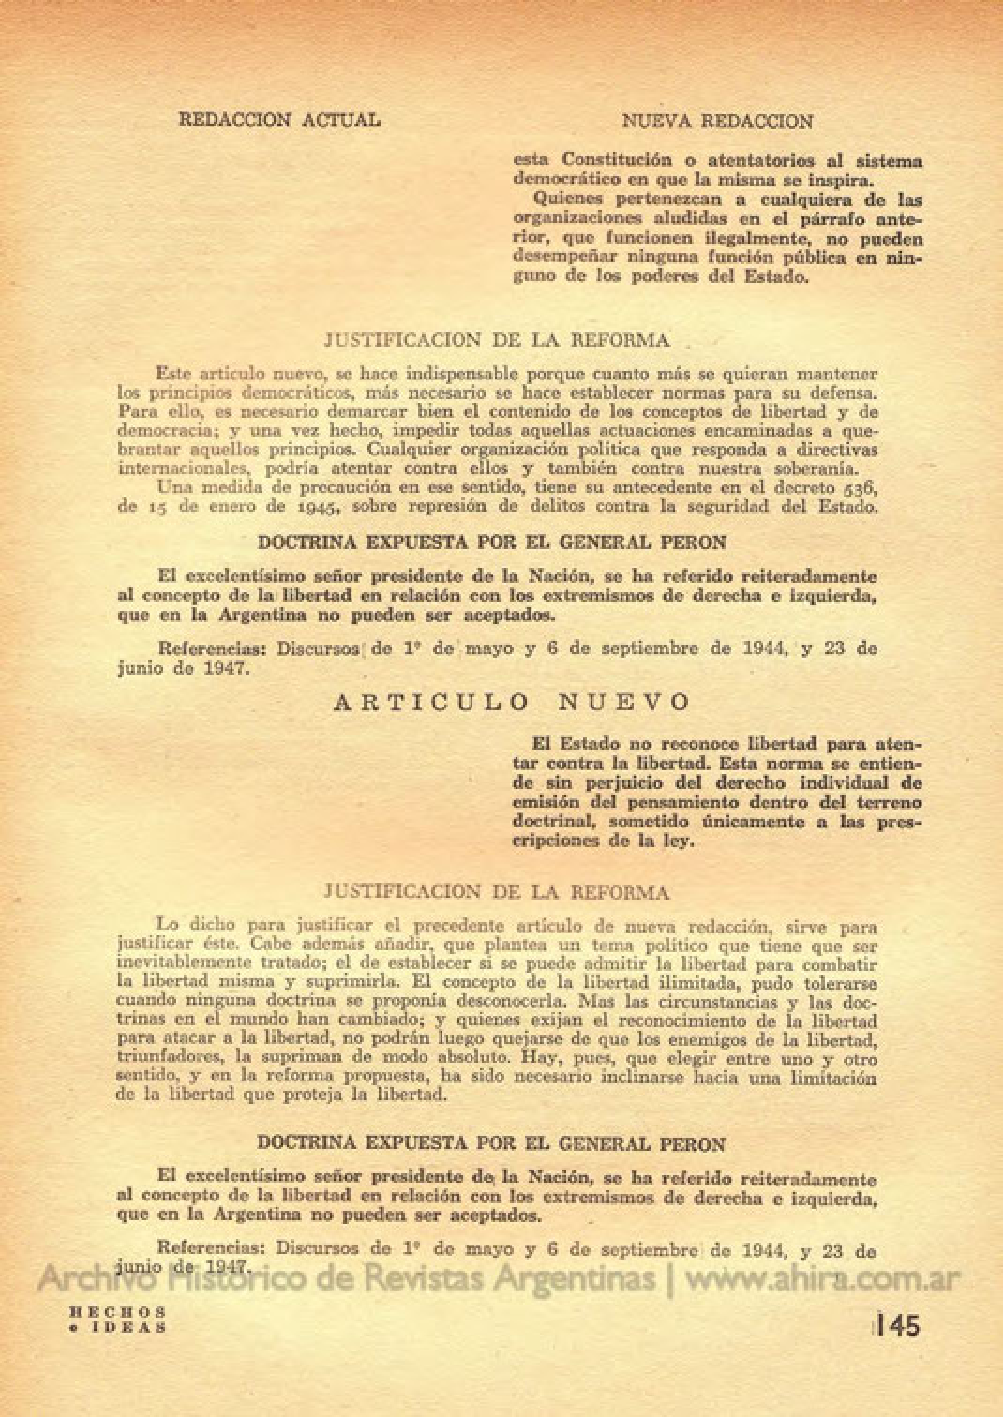 REDACCION ACTUAL
NUEVA REDACCION
esta Constitución o atentatorios al sistema
democrático en que la misma se inspira.
Quienes pertenezcan a cualquiera de las
organizaciones aludidas en el párrafo ante-
rior, que funcionen ilegalmente, no pueden
desempeñar ninguna función pública en nin-
guno de los poderes del Estado.
JUSTIFICACION DE LA REFORMA
Este artículo nuevo, se hace indispensable porque cuanto más se quieran mantener
los principios democráticos, más necesario se hace establecer normas para su defensa.
Para ello, es necesario demarcar bien el contenido de los conceptos de libertad y de
democracia; y una vez hecho, impedir todas aquellas actuaciones encaminadas a que-
brantar aquellos principios. Cualquier organización política que responda a directivas
internacionales, podría atentar contra ellos y también contra nuestra soberanía.
Una medida de precaución en ese sentido, tiene su antecedente en el decreto 536,
de 15 de enero de 1945, sobre represión de delitos contra la seguridad del Estado.
DOCTRINA EXPUESTA POR EL GENERAL PERON
El excelentísimo señor presidente de la Nación, se ha referido reiteradamente
al concepto de la libertad en relación con los extremismos de derecha e izquierda,
que en la Argentina no pueden ser aceptados.
Referencias: Discursos de 1º de mayo y 6 de septiembre de 1944, y 23 de
junio de 1947.
ARTICULO NUEVO
El Estado no reconoce libertad para aten-
tar contra la libertad. Esta norma se entien-
de sin perjuicio del derecho individual de
emisión del pensamiento dentro del terreno
doctrinal, sometido únicamente a las pres-
cripciones de la ley.
JUSTIFICACION DE LA REFORMA
Lo dicho para justificar el precedente artículo de nueva redacción, sirve para
justificar éste. Cabe además añadir, que plantea un tema político que tiene que ser
inevitablemente tratado; el de establecer si se puede admitir la libertad para combatir
la libertad misma y suprimirla. El concepto de la libertad ilimitada, pudo tolerarse
cuando ninguna doctrina se proponía desconocerla. Mas las circunstancias y las doc-
trinas en el mundo han cambiado; y quienes exijan el reconocimiento de la libertad
para atacar a la libertad, no podrán luego quejarse de que los enemigos de la libertad,
triunfadores, la supriman de modo absoluto. Hay, pues, que elegir entre uno y otro
sentido, y en la reforma propuesta, ha sido necesario inclinarse hacia una limitación
de la libertad que proteja la libertad.
DOCTRINA EXPUESTA POR EL GENERAL PERON
El excelentísimo señor presidente de la Nación, se ha referido reiteradamente
al concepto de la libertad en relación con los extremismos de derecha e izquierda,
que en la Argentina no pueden ser aceptados.
Referencias: Discursos de 1º de mayo y 6 de septiembre de 1944, y 23 de
junio de 1947.
Archivo Histórico de Revistas Argentinas | www.ahira.com.ar
HECHOS
e IDEAS
145